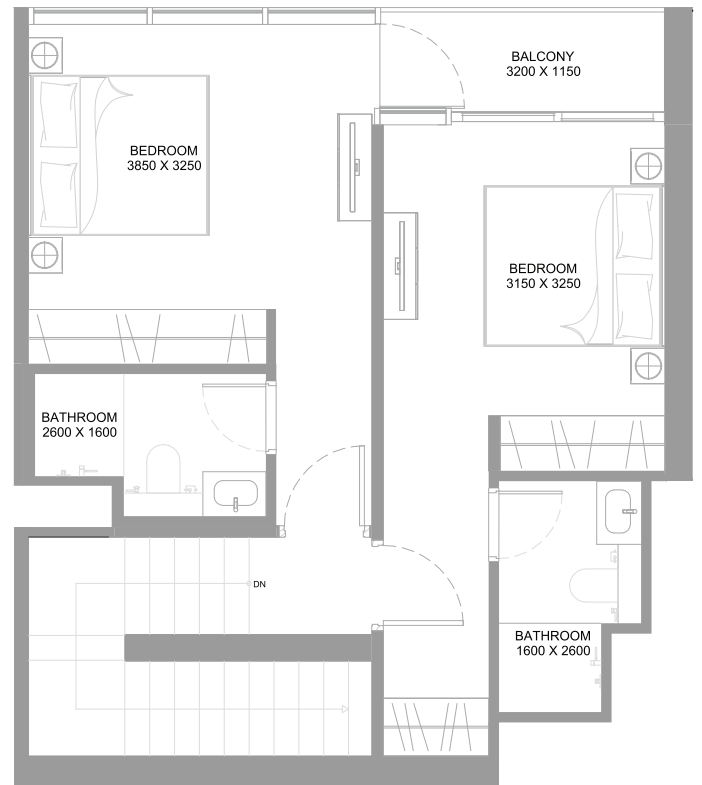 BALCONY
3200 X 1150
BEDROOM
3850 X 3250
BEDROOM
3150 X 3250
BATHROOM
2600 X 1600
DN
BATHROOM
1600 X 2600